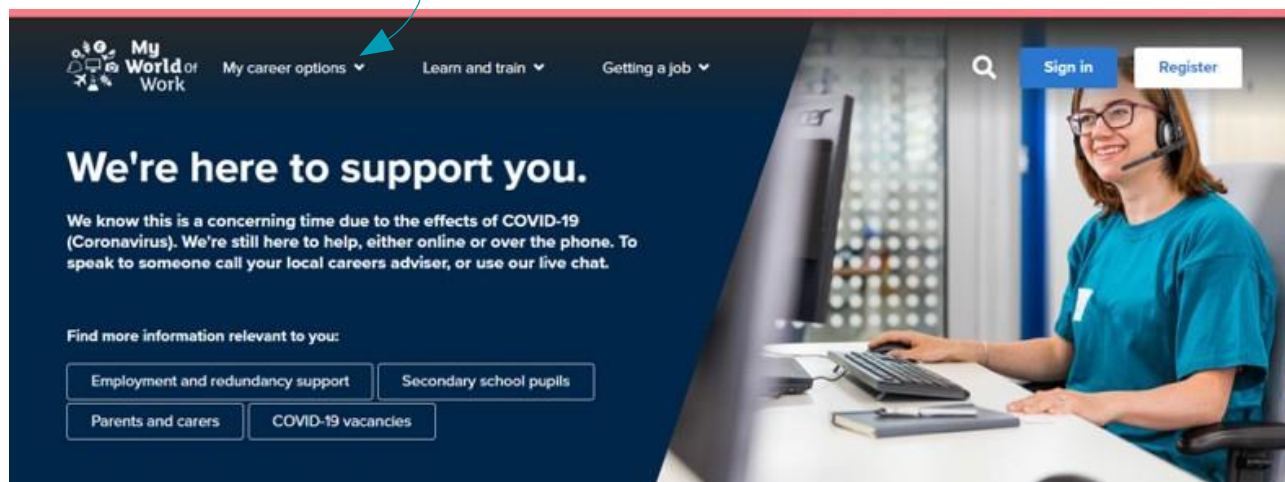 My
World Of
Work
My career options
Learn and train
Getting a job
Sign in
Register
We're here to support you.
We know this is a concerning time due to the effects of COVID-19
(Coronavirus). We're still here to help, either online or over the phone. To
speak to someone call your local careers adviser, or use our live chat.
Find more information relevant to you:
Employment and redundancy support
Secondary school pupils
Parents and carers
COVID-19 vacancies